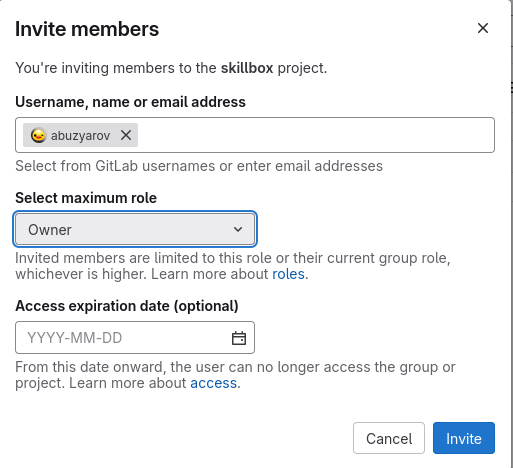 Invite members
You're inviting members to the skillbox project.
Username, name or email address
abuzyarov
Select from GitLab usernames or enter email addresses
Select maximum role
Owner
Invited members are limited to this role or their current group role,
whichever is higher. Learn more about roles.
Access expiration date (optional)
YYYY-MM-DD
From this date onward, the user can no longer access the group or
project. Learn more about access.
Cancel Invite